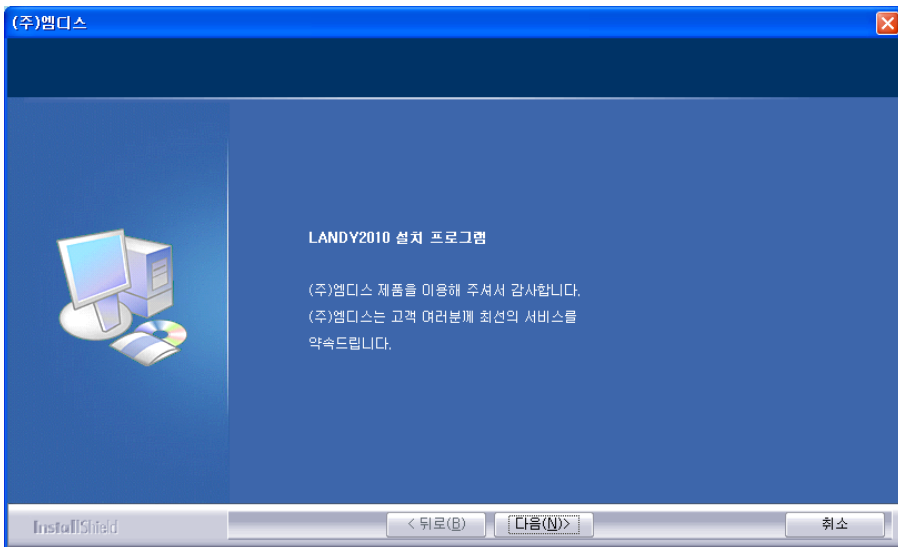 (주)엠디스
LANDY2010 설치 프로그램
(주)엠디스 제품을 이용해 주셔서 감사합니다.
(주)엠디스는 고객 여러분께 최선의 서비스를
약속드립니다.
InstallShield
< 뒤로(B)
다음(N)>
취소